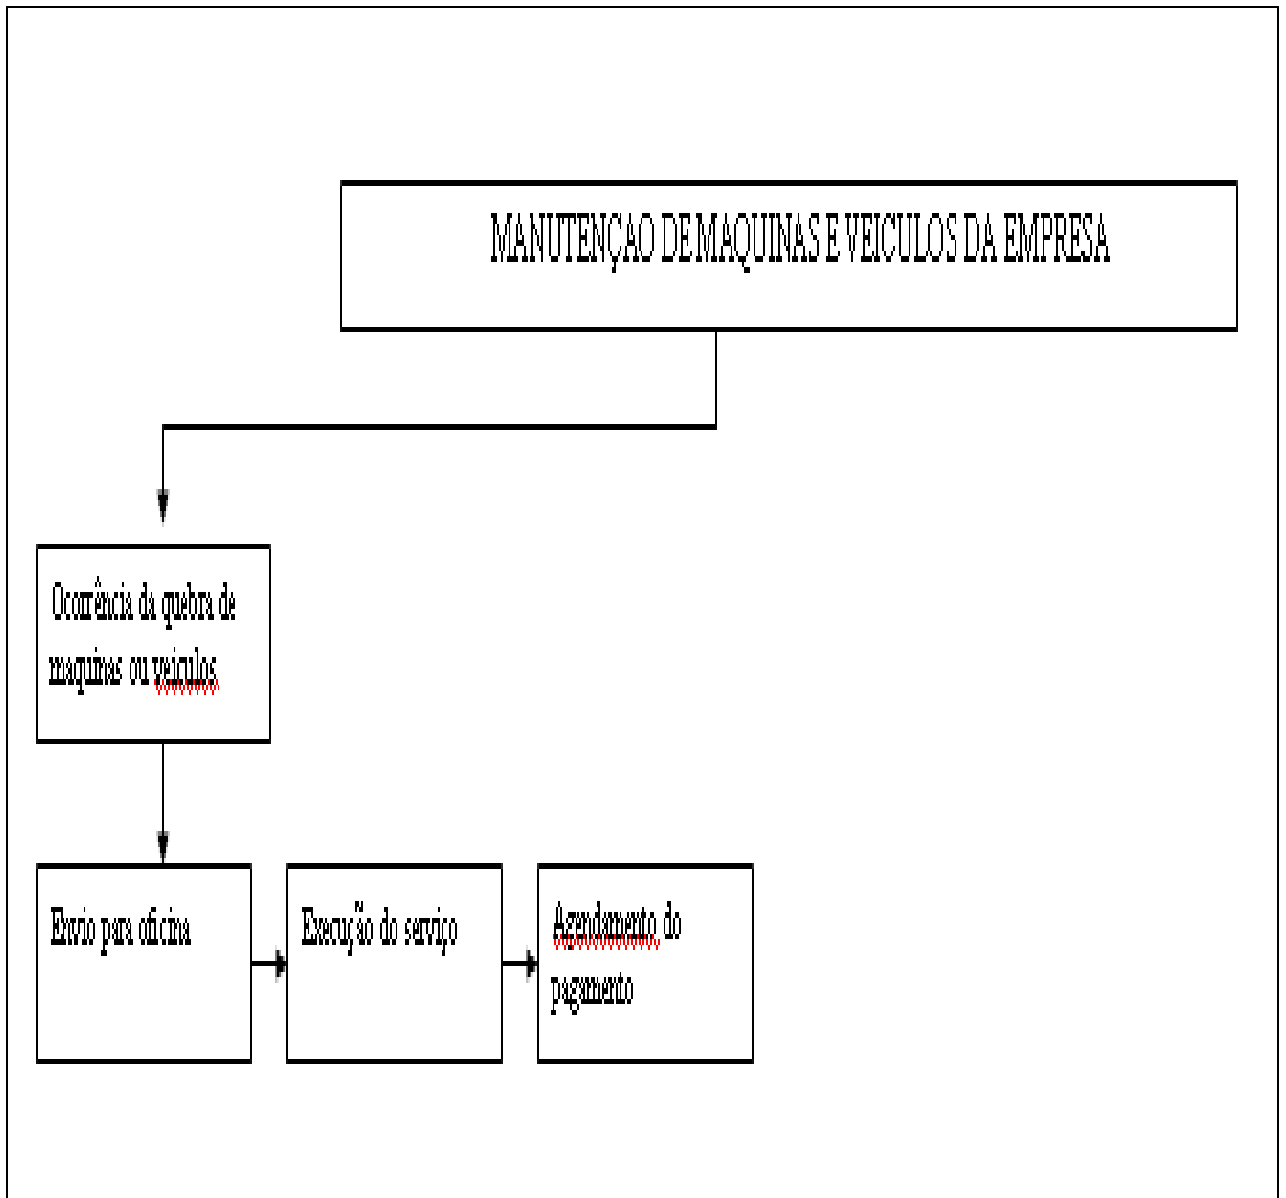 MANUTENÇAO DE MAQUINAS E VEICULOS DA EMPRESA
Ocorrência da quebra de
maquinas ou veiculos
Envio para oficina
Execução do serviço
Agendamento do
pagamento